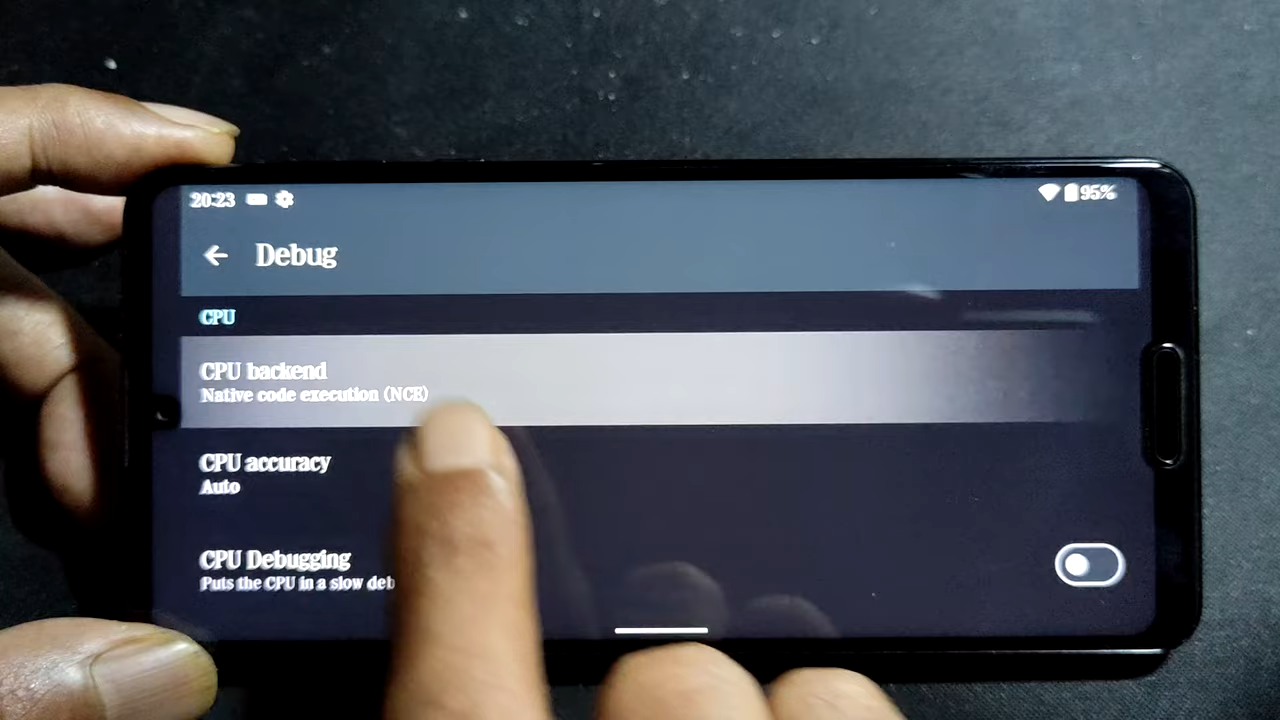 20:23
95%
Debug
CPU
CPU backend
Native code execution (NCE)
CPU accuracy
Auto
CPU Debugging
Puts the CPU in a slow deb